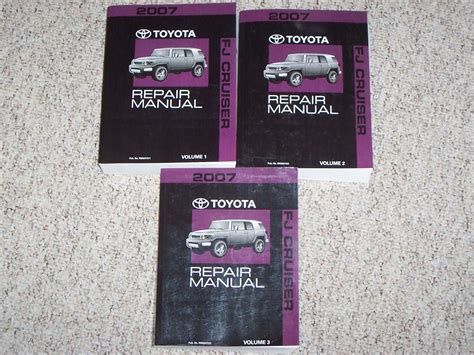 2007
TOYOTA
FJ CRUISER
REPAIR
MANUAL
VOLUME 1
2007
TOYOTA
FJ CRUISER
REPAIR
MANUAL
VOLUME 2
2007
TOYOTA
FJ CRUISER
REPAIR
MANUAL
VOLUME 3